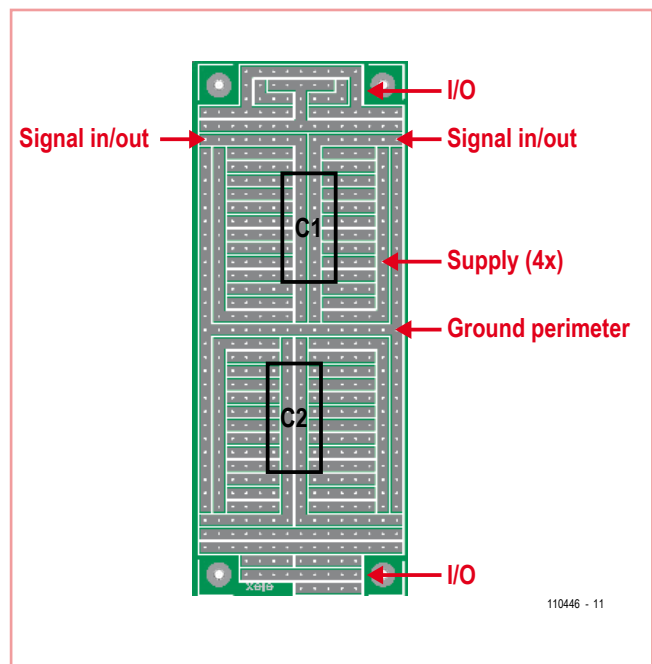 I/O
Signal in/out
Signal in/out
C1
Supply (4x)
Ground perimeter
C2
I/O
110446 - 11